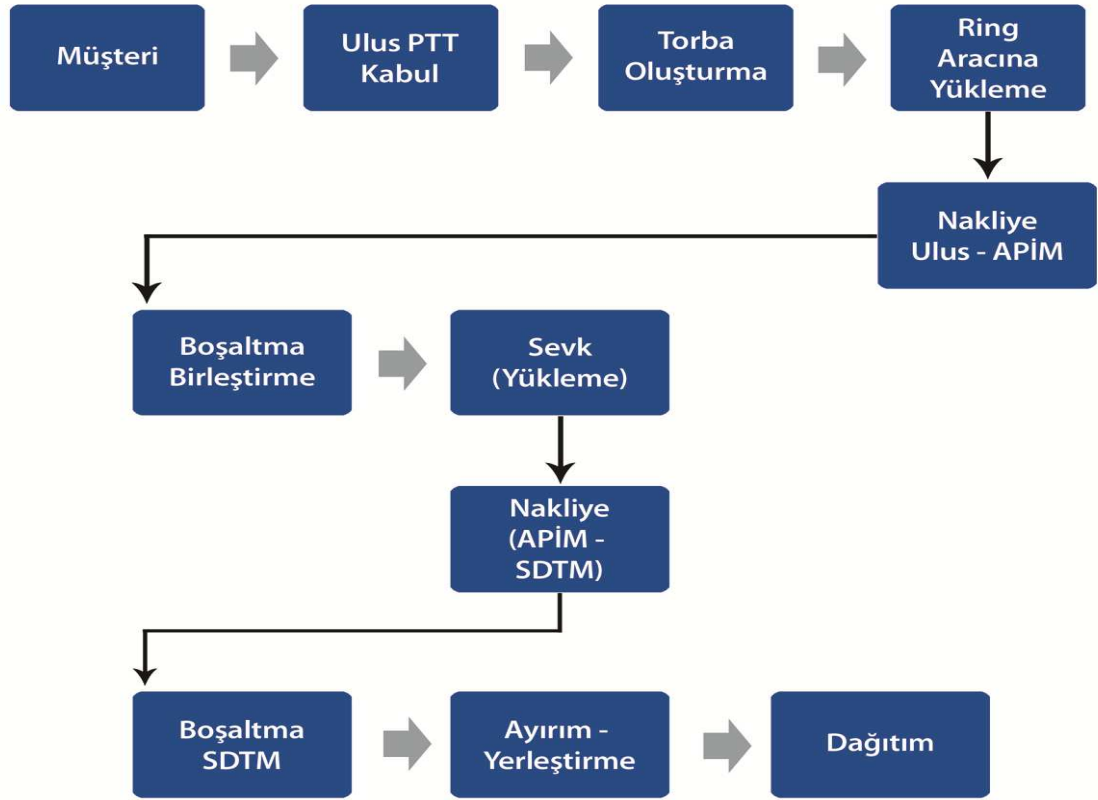 Müşteri
Ulus PTT
Kabul
Torba
Oluşturma
Ring
Aracına
Yükleme
Nakliye
Ulus - APİM
Boşaltma
Birleştirme
Sevk
(Yükleme)
Nakliye
(APİM -
SDTM)
Boşaltma
SDTM
Ayırım -
Yerleştirme
Dağıtım